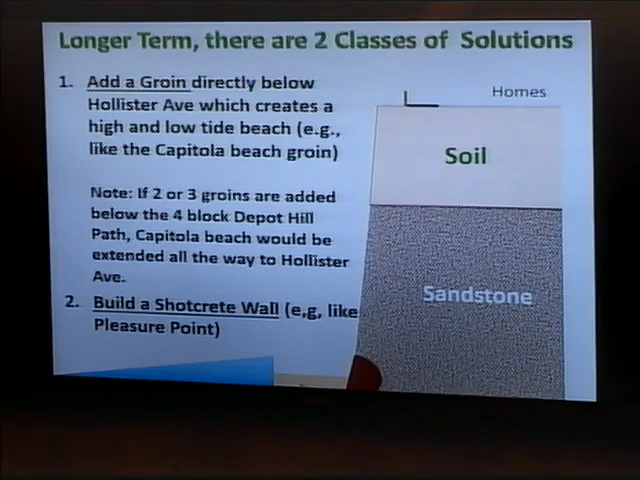 Longer Term, there are 2 Classes of Solutions
1. Add a Groin directly below
Hollister Ave which creates a
high and low tide beach (e.g.,
like the Capitola beach groin)
Note: If 2 or 3 groins are added
below the 4 block Depot Hill
Path, Capitola beach would be
extended all the way to Hollister
Ave.
2. Build a Shotcrete Wall (e,g, like
Pleasure Point)
Homes
Soil
Sandstone